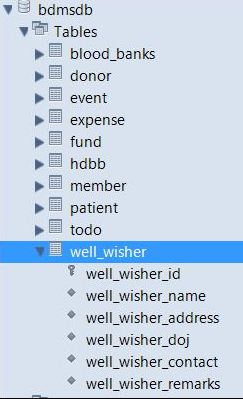 bdmsdb
Tables
blood_banks
donor
event
expense
fund
hdbb
member
patient
todo
well_wisher
well_wisher_id
well_wisher_name
well_wisher_address
well_wisher_doj
well_wisher_contact
well_wisher_remarks